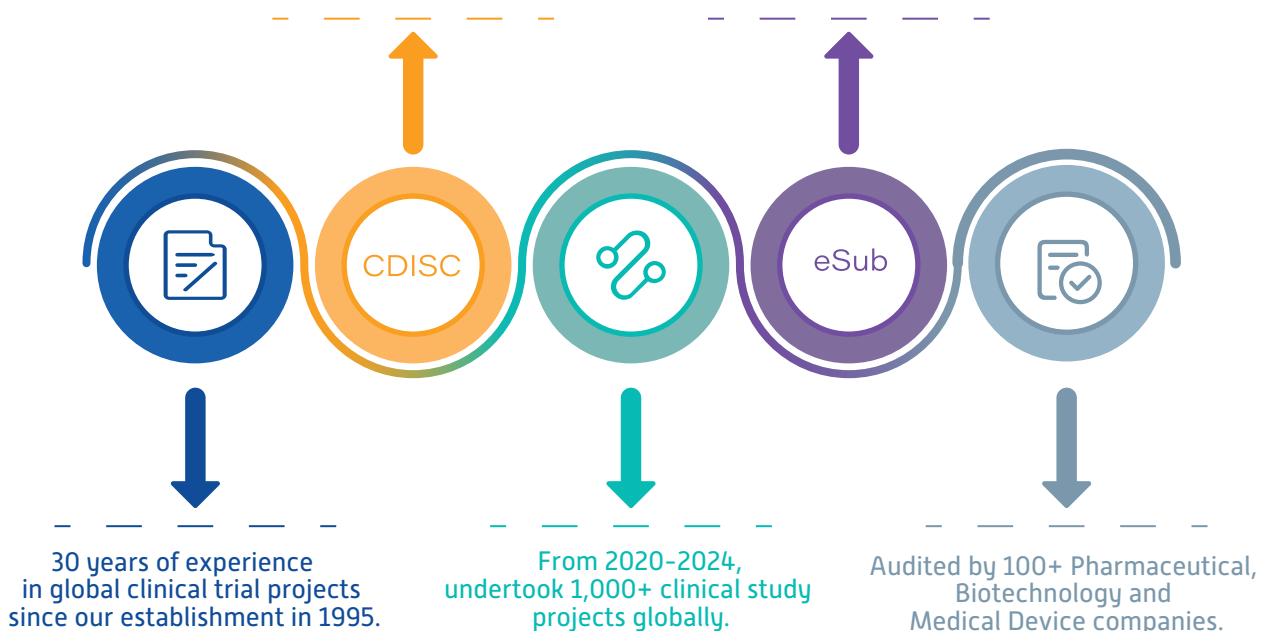 CDISC
eSub
30 years of experience
in global clinical trial projects
since our establishment in 1995.
From 2020-2024,
undertook 1,000+ clinical study
projects globally.
Audited by 100+ Pharmaceutical,
Biotechnology and
Medical Device companies.